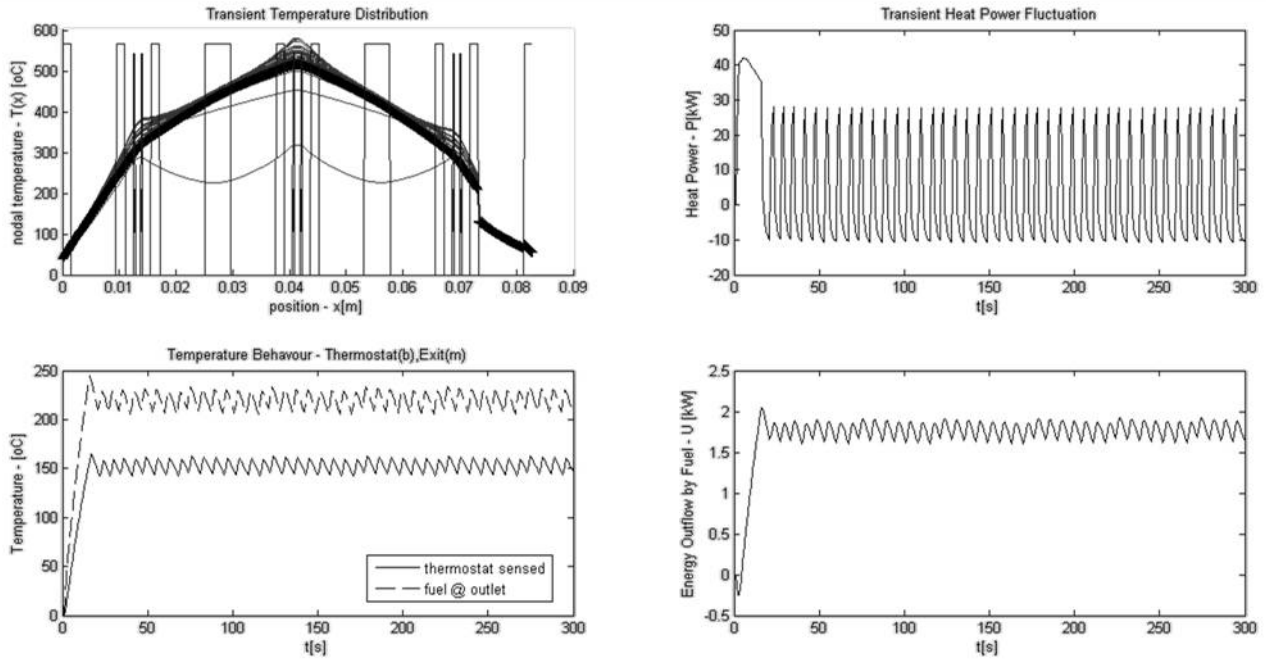 Transient Temperature Distribution
600
500
400
300
200
100
0
nodal temperature - T(x) [oC]
0 0.01 0.02 0.03 0.04 0.05 0.06 0.07 0.08 0.09
position - x[m]
Transient Heat Power Fluctuation
50
40
30
20
10
0
-10
-20
Heat Power - P[kW]
0 50 100 150 200 250 300
t[s]
Temperature Behavour - Thermostat(b),Exit(m)
250
200
150
100
50
0
Temperature - [oC]
thermostat sensed
fuel @ outlet
0 50 100 150 200 250 300
t[s]
2.5
2
1.5
1
0.5
0
-0.5
Energy Outflow by Fuel - U [kW]
0 50 100 150 200 250 300
t[s]